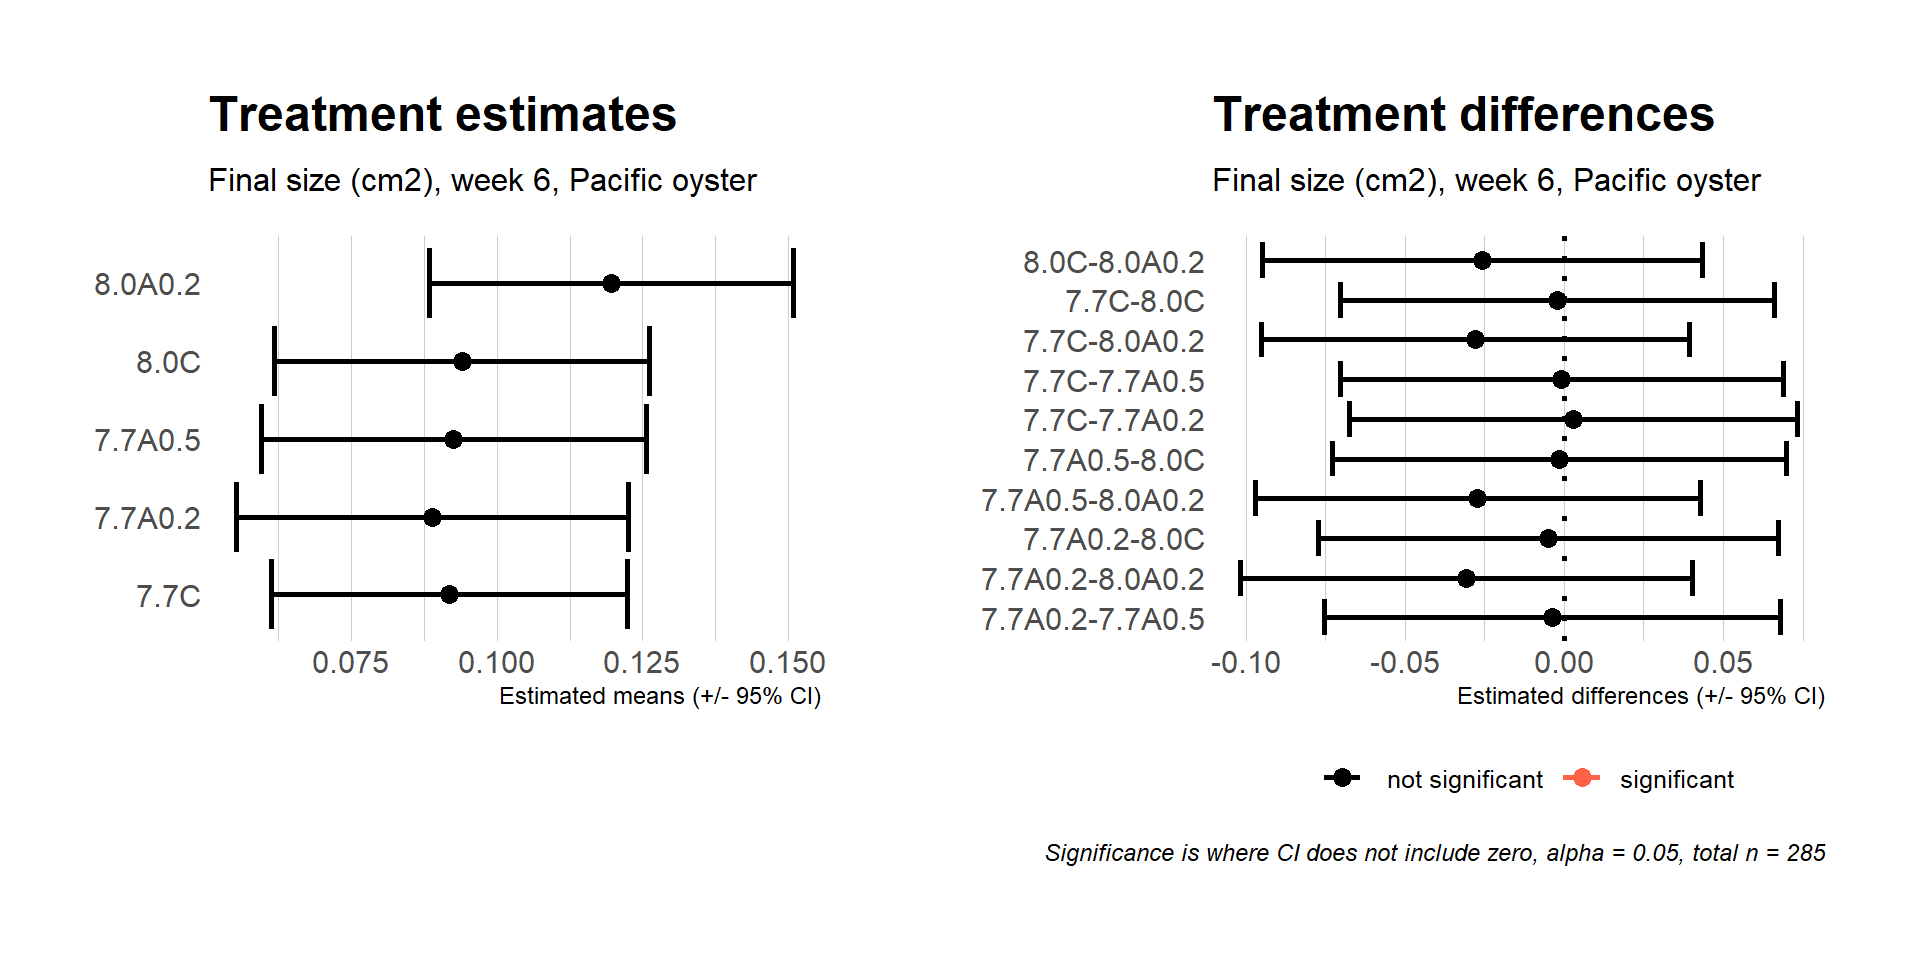 Treatment estimates
Final size (cm2), week 6, Pacific oyster
8.0A0.2
8.0C
7.7A0.5
7.7A0.2
7.7C
0.075 0.100 0.125 0.150
Estimated means (+/- 95% CI)
Treatment differences
Final size (cm2), week 6, Pacific oyster
8.0C-8.0A0.2
7.7C-8.0C
7.7C-8.0A0.2
7.7C-7.7A0.5
7.7C-7.7A0.2
7.7A0.5-8.0C
7.7A0.5-8.0A0.2
7.7A0.2-8.0C
7.7A0.2-8.0A0.2
7.7A0.2-7.7A0.5
-0.10 -0.05 0.00 0.05
Estimated differences (+/- 95% CI)
not significant significant
Significance is where CI does not include zero, alpha = 0.05, total n = 285